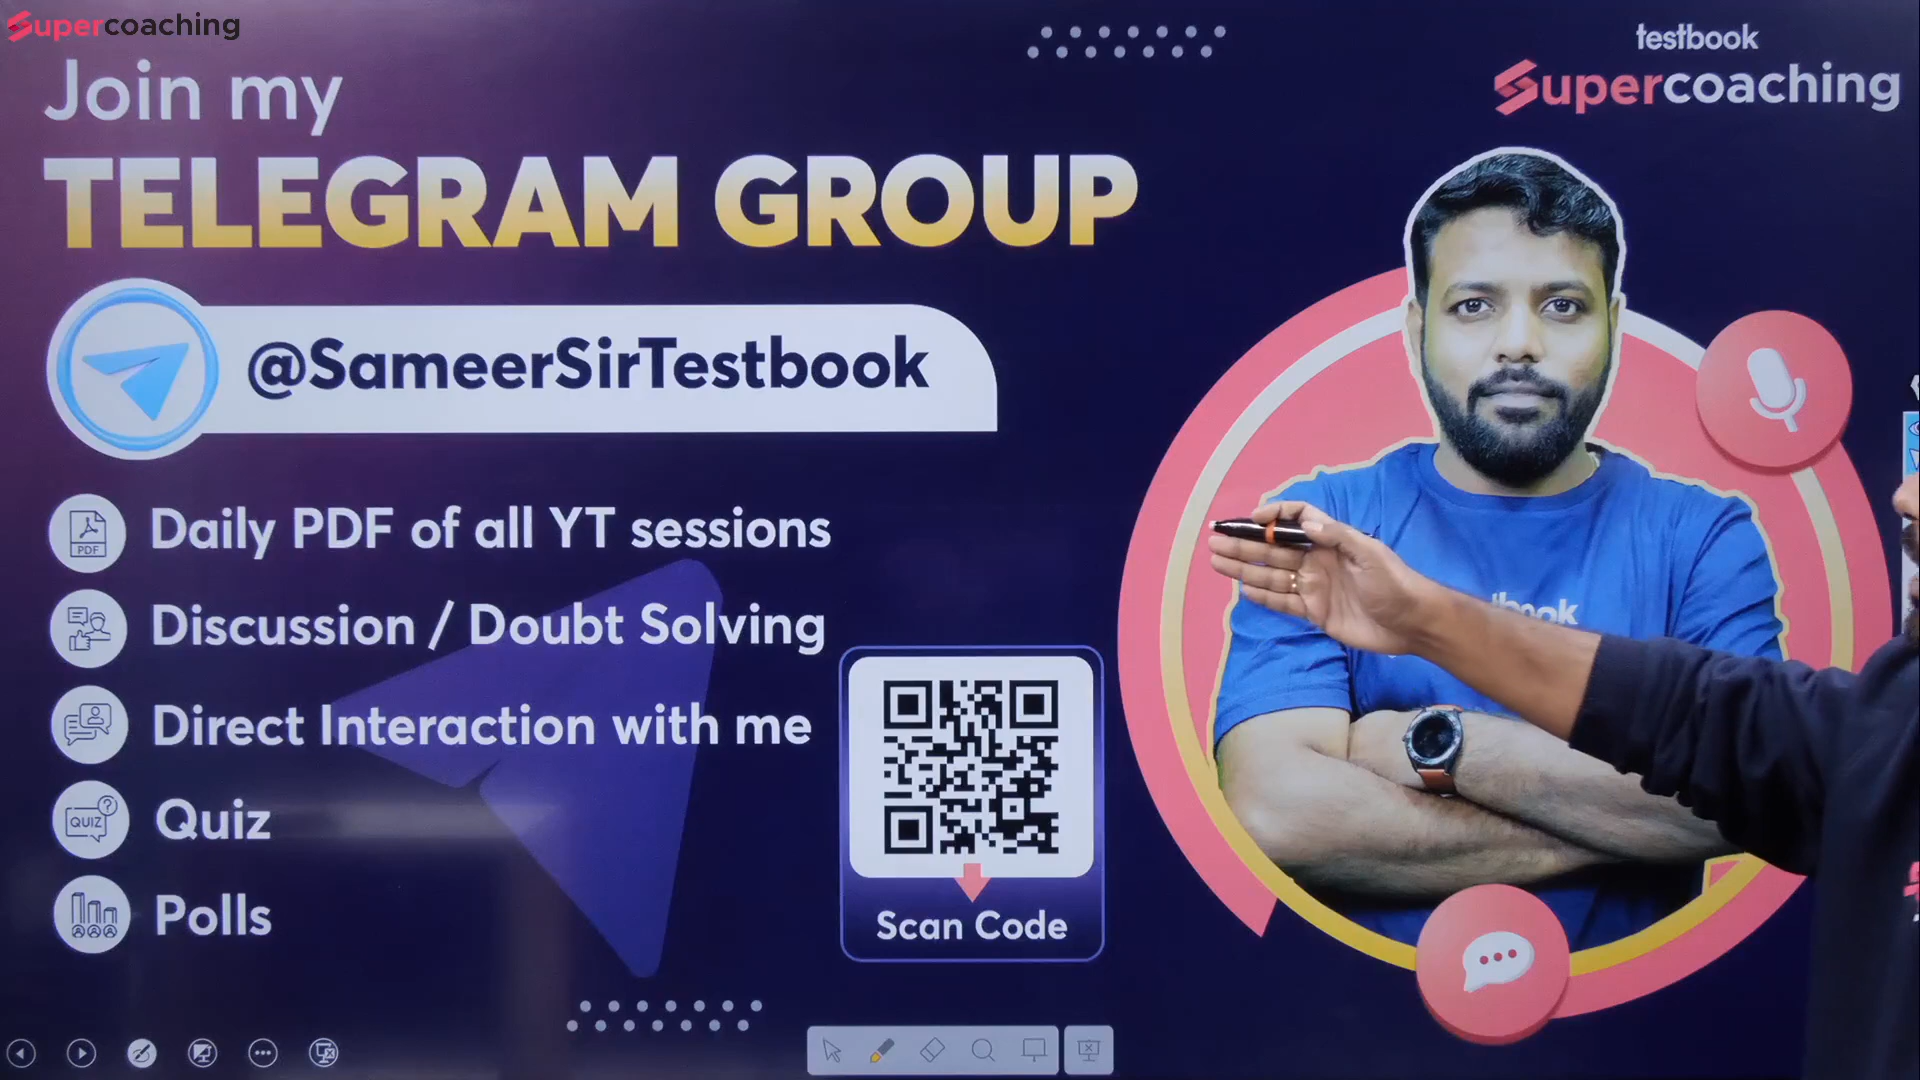 Supercoaching
testbook
Supercoaching
Join my
TELEGRAM GROUP
@SameerSirTestbook
PDF
Daily PDF of all YT sessions
Discussion / Doubt Solving
Direct Interaction with me
QUIZ
Quiz
Polls
Scan Code